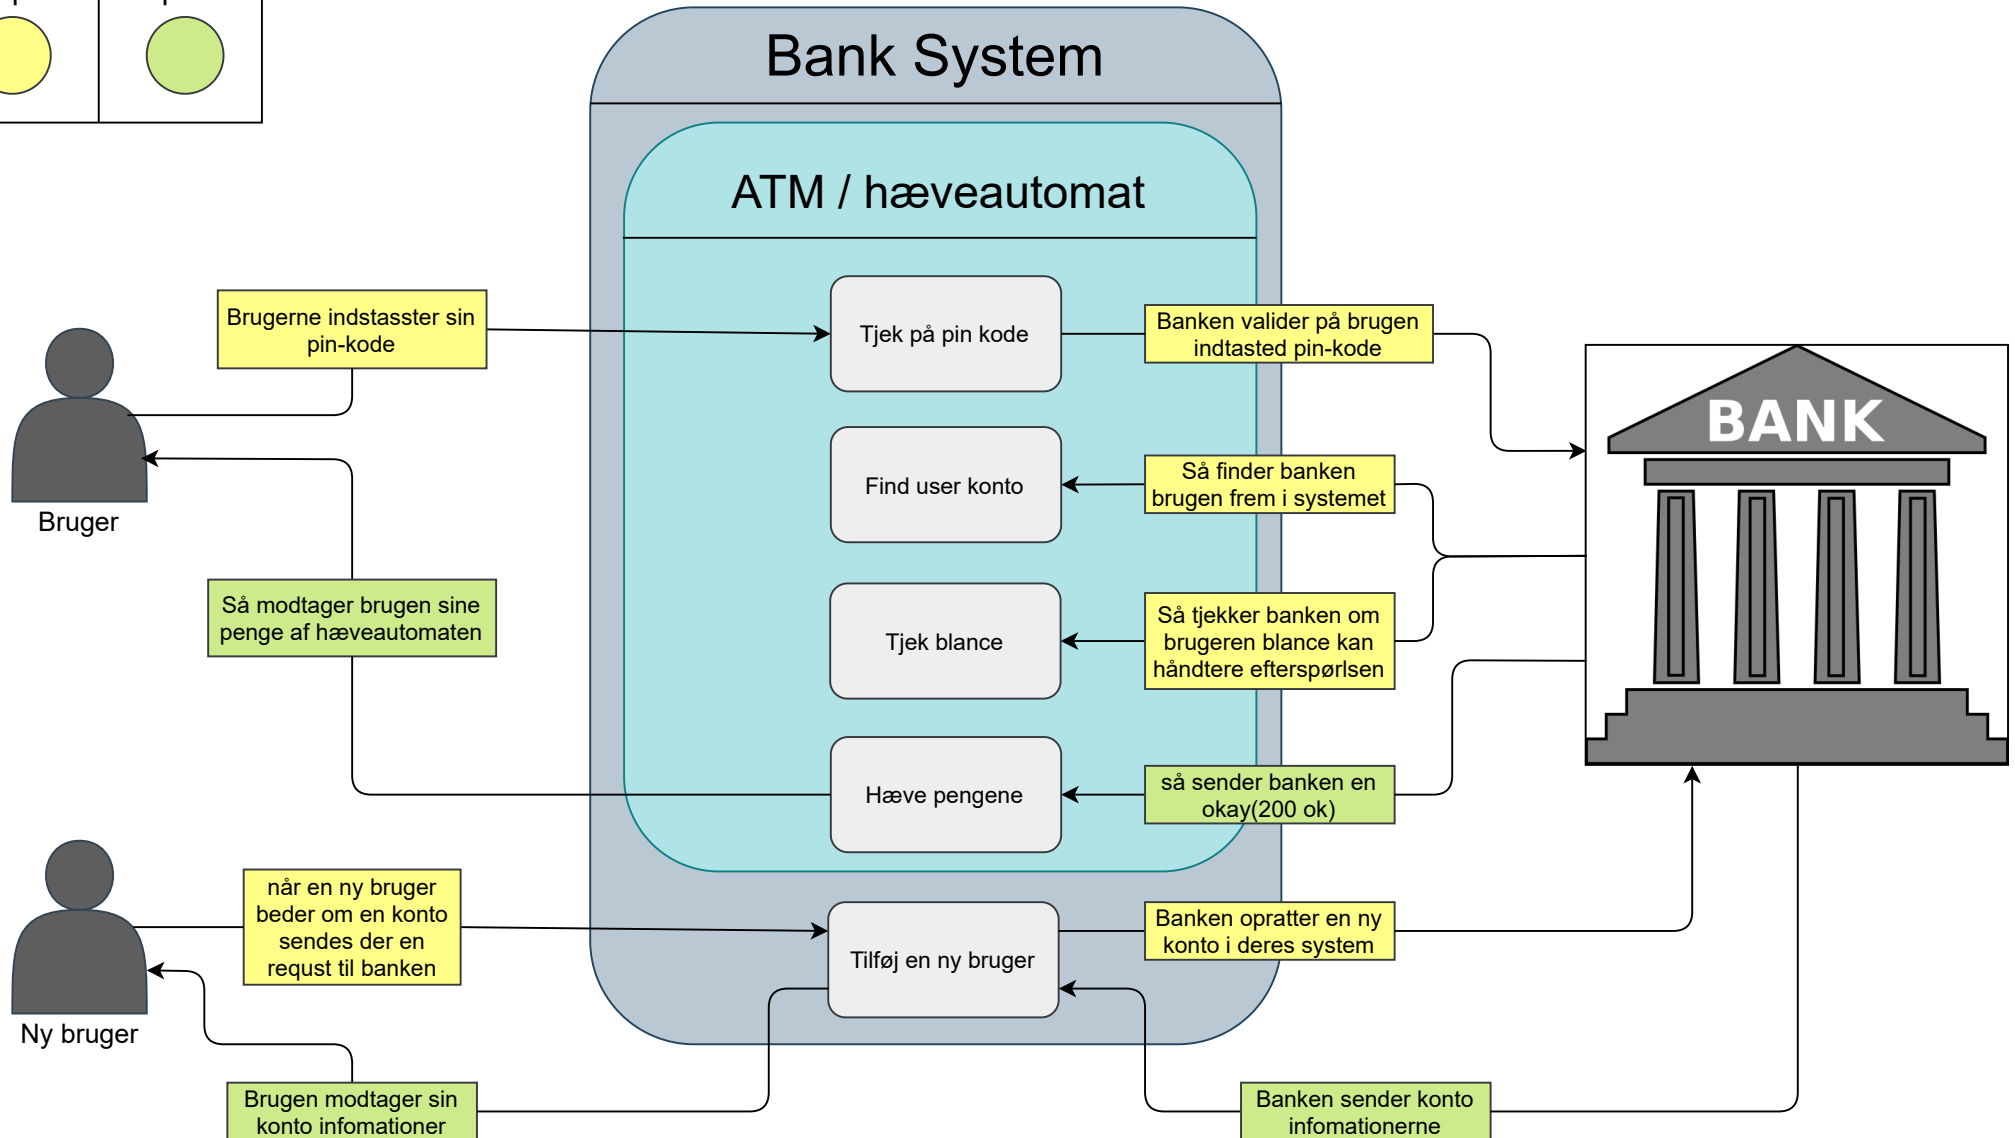 Bank System
ATM / hæveautomat
Brugerne indstasster sin
pin-kode
Tjek på pin kode
Banken valider på brugen
indtasted pin-kode
BANK
Find user konto
Så finder banken
brugen frem i systemet
Bruger
Så modtager brugen sine
penge af hæveautomaten
Tjek blance
Så tjekker banken om
brugeren blance kan
håndtere efterspørlsen
Hæve pengene
så sender banken en
okay(200 ok)
når en ny bruger
beder om en konto
sendes der en
requst til banken
Tilføj en ny bruger
Banken opratter en ny
konto i deres system
Ny bruger
Brugen modtager sin
konto infomationer
Banken sender konto
infomationerne